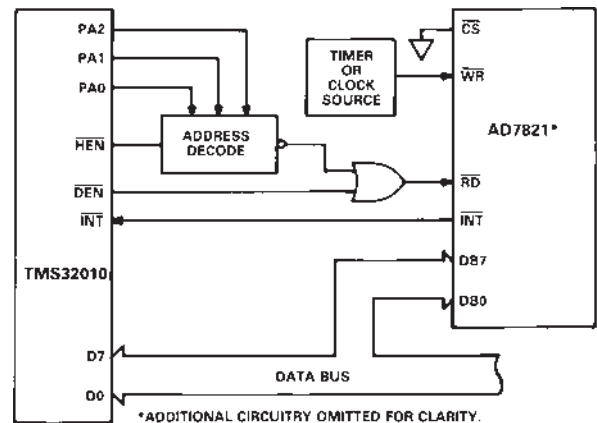 PA2
PA1
PA0
HEN
DEN
INT
TMS32010
D7
D0
ADDRESS
DECODE
TIMER
OR
CLOCK
SOURCE
CS
WR
AD7821*
RD
INT
DB7
DB0
DATA BUS
*ADDITIONAL CIRCUITRY OMITTED FOR CLARITY.